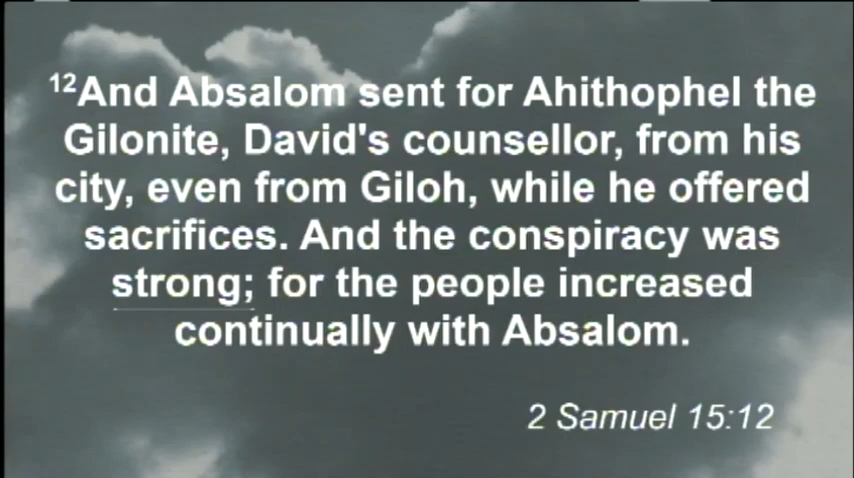 12And Absalom sent for Ahithophel the
Gilonite, David's counsellor, from his
city, even from Giloh, while he offered
sacrifices. And the conspiracy was
strong; for the people increased
continually with Absalom.
2 Samuel 15:12